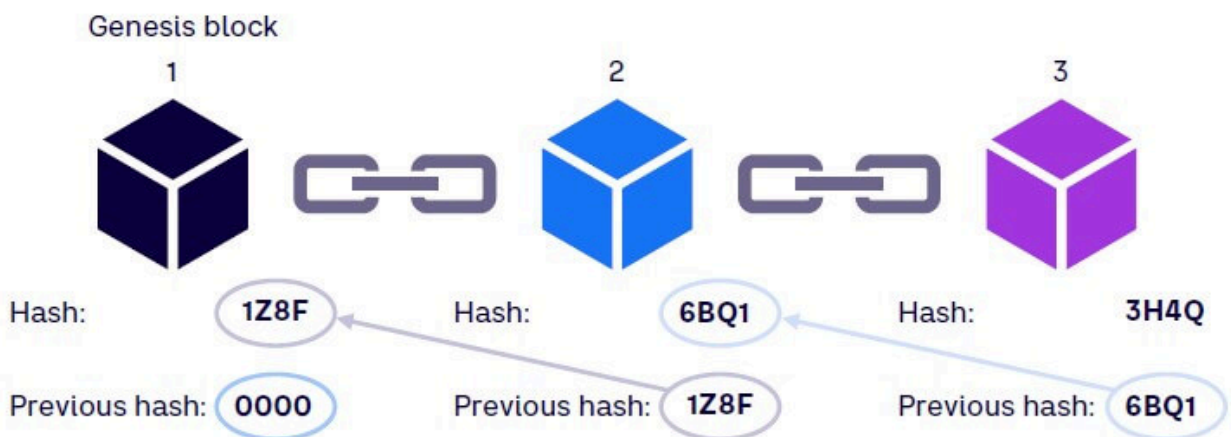 Genesis block
1 2 3
Hash: 1Z8F Hash: 6BQ1 Hash: 3H4Q
Previous hash: 0000 Previous hash: 1Z8F Previous hash: 6BQ1